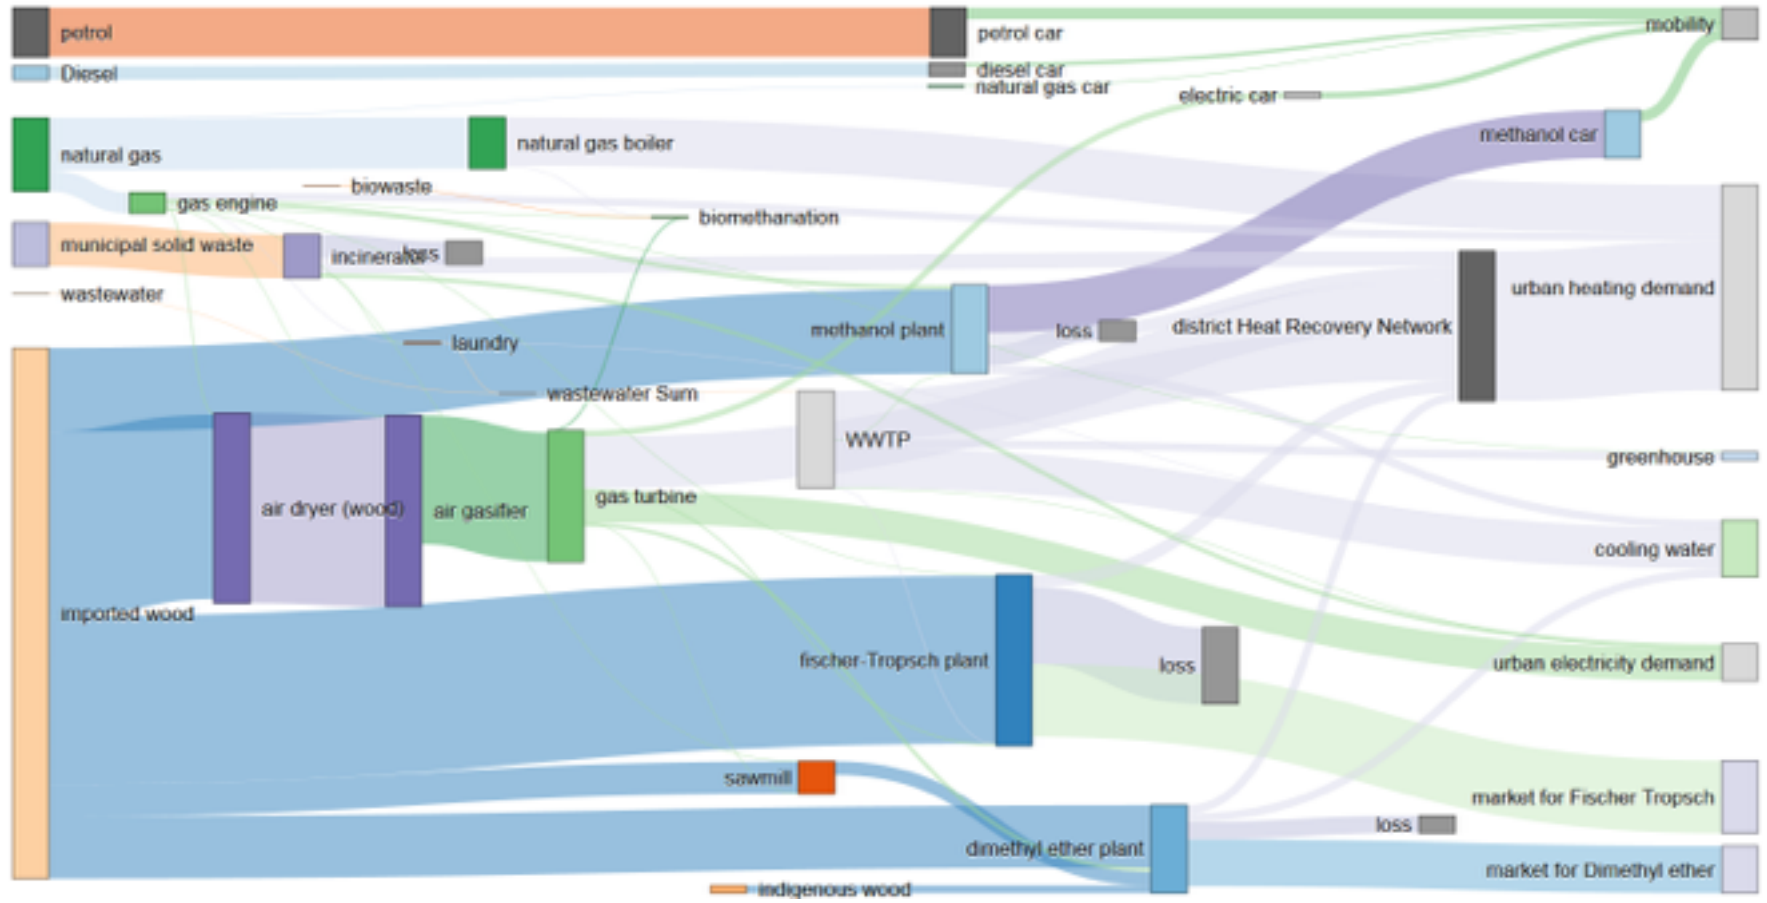 petrol
petrol car
mobility
Diesel
diesel car
natural gas car
electric car
methanol car
natural gas
natural gas boiler
biowaste
gas engine
biomethanation
municipal solid waste
incinerator
loss
urban heating demand
wastewater
methanol plant
loss
district Heat Recovery Network
laundry
wastewater Sum
WWTP
greenhouse
gas turbine
air dryer (wood)
air gasifier
cooling water
imported wood
fischer-Tropsch plant
loss
urban electricity demand
sawmill
market for Fischer Tropsch
loss
dimethyl ether plant
market for Dimethyl ether
indigenous wood